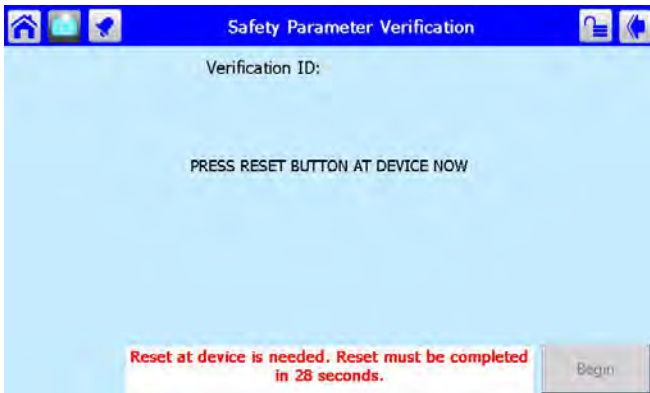 Safety Parameter Verification
Verification ID:
PRESS RESET BUTTON AT DEVICE NOW
Reset at device is needed. Reset must be completed
in 28 seconds.
Begin